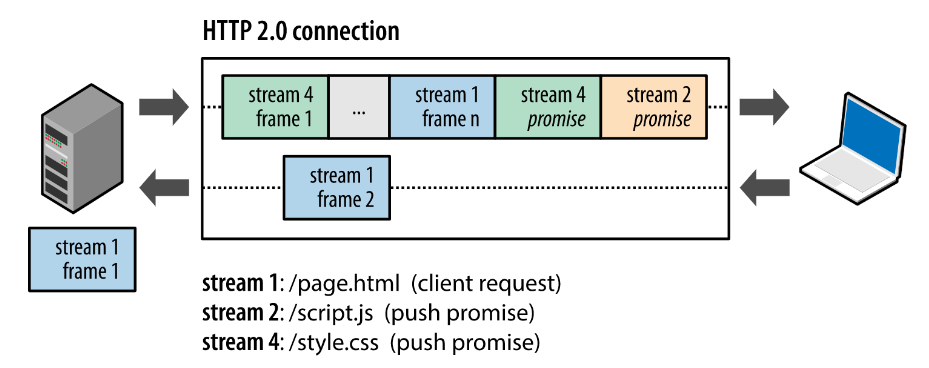 HTTP 2.0 connection
stream 4
frame 1
...
stream 1
frame n
stream 4
promise
stream 2
promise
stream 1
frame 2
stream 1
frame 1
stream 1: /page.html (client request)
stream 2: /script.js (push promise)
stream 4: /style.css (push promise)